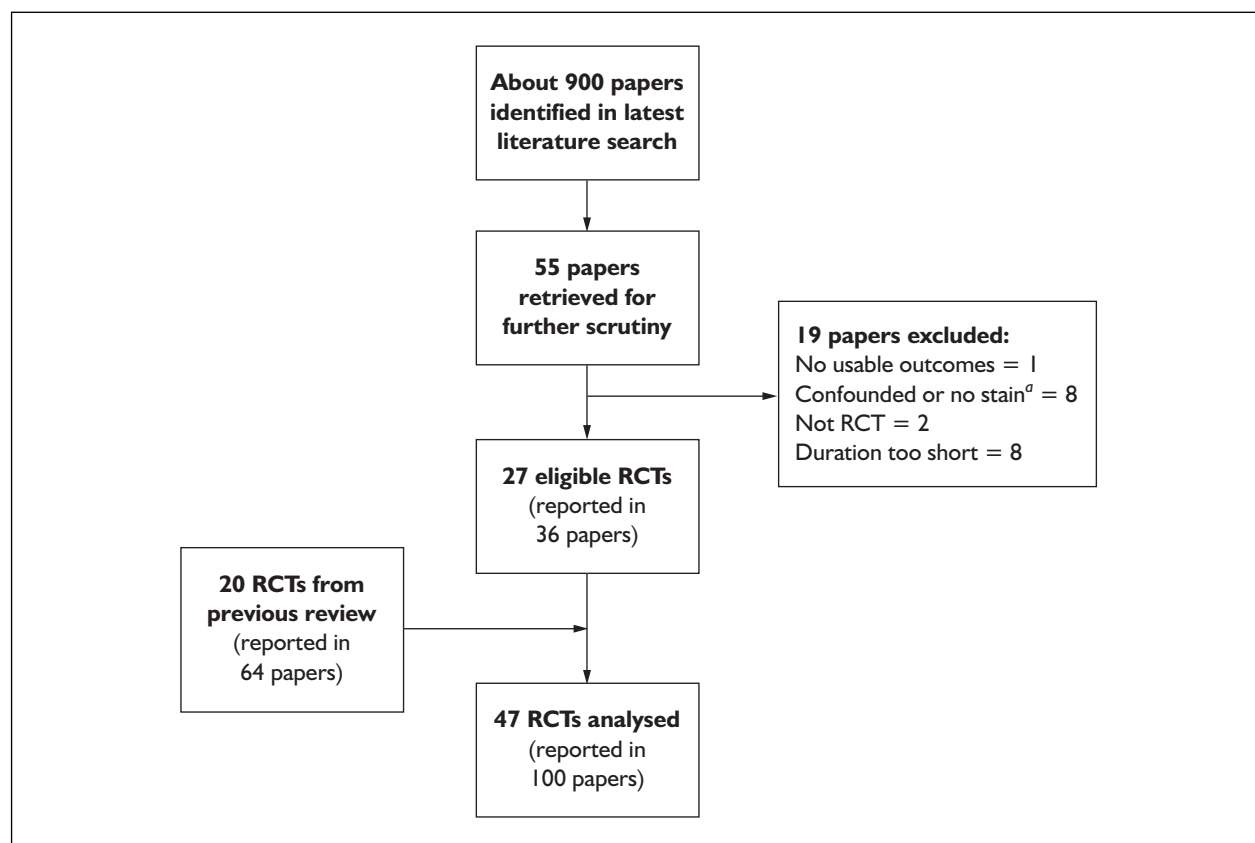 About 900 papers
identified in latest
literature search
55 papers
retrieved for
further scrutiny
19 papers excluded:
No usable outcomes = 1
Confounded or no stainᵃ = 8
Not RCT = 2
Duration too short = 8
27 eligible RCTs
(reported in
36 papers)
20 RCTs from
previous review
(reported in
64 papers)
47 RCTs analysed
(reported in
100 papers)